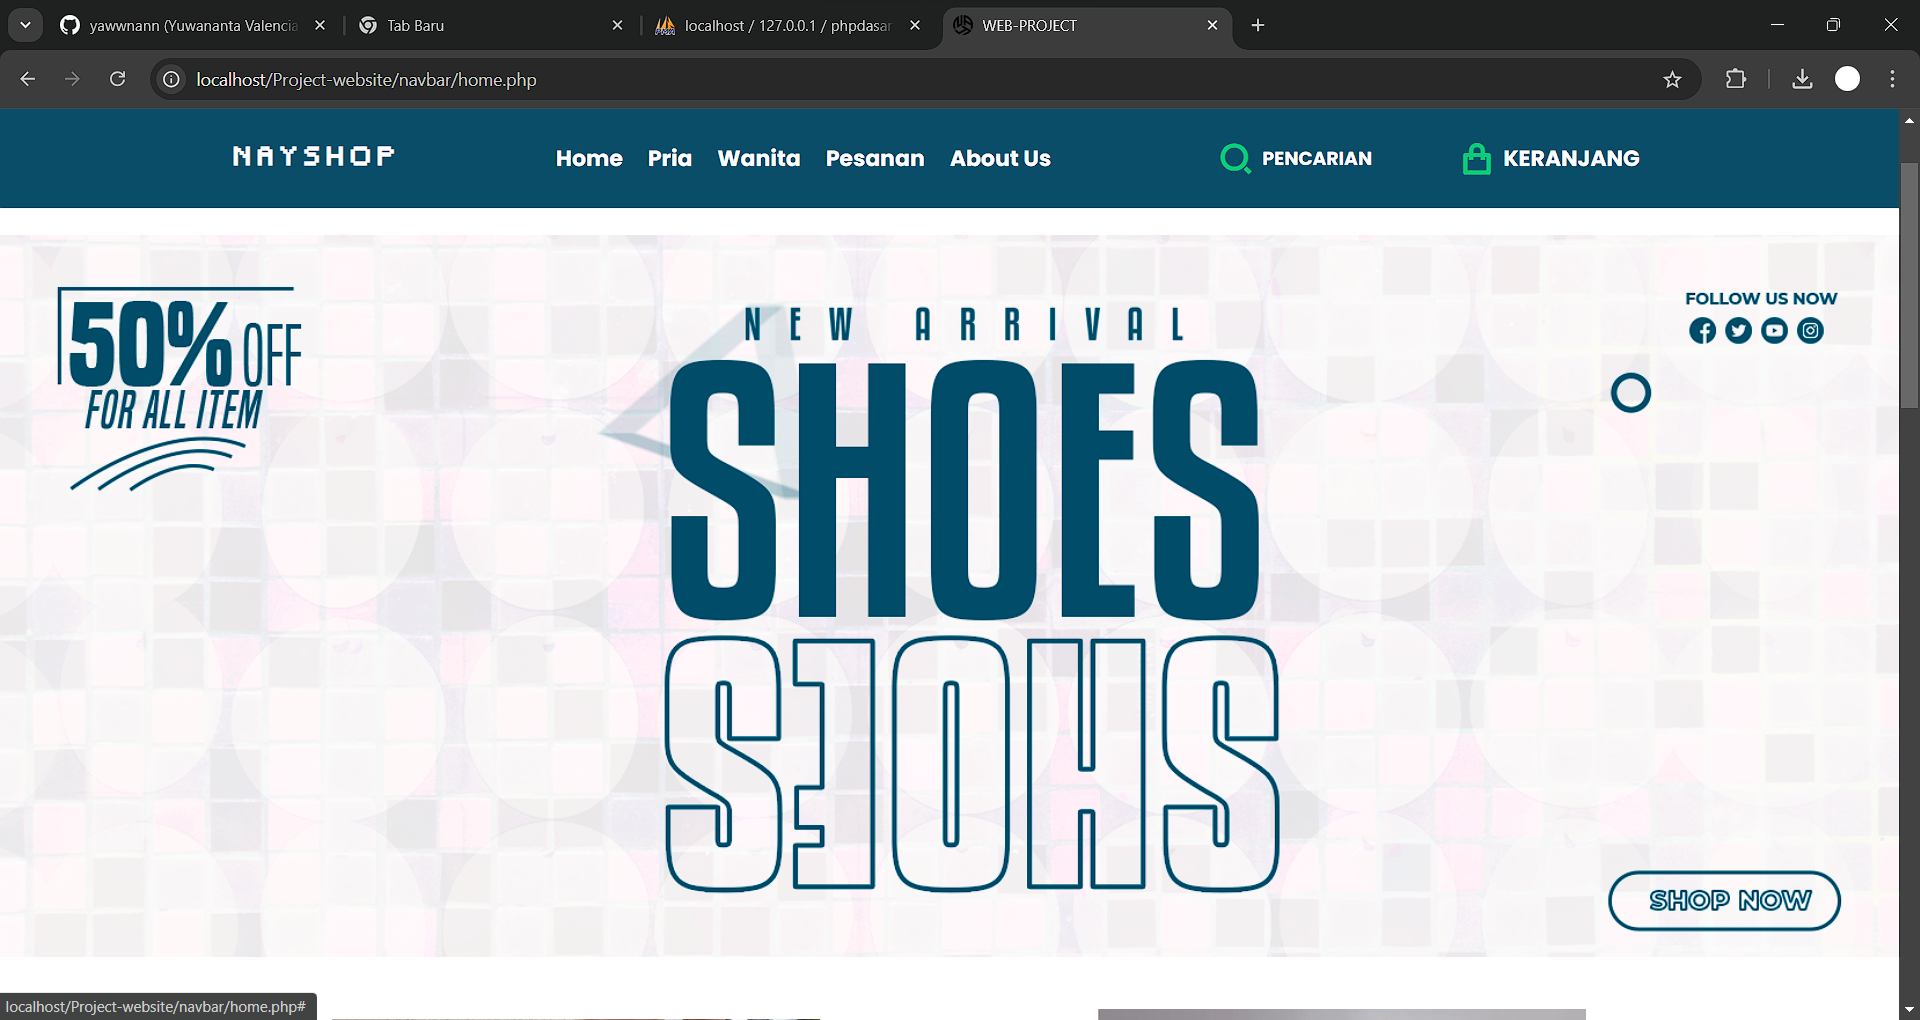 yawwnann (Yuwananta Valencia
Tab Baru
localhost / 127.0.0.1 / phpdasar
WEB-PROJECT
localhost/Project-website/navbar/home.php
NAYSHOP
Home Pria Wanita Pesanan About Us
PENCARIAN
KERANJANG
50% OFF
FOR ALL ITEM
NEW ARRIVAL
SHOES
SHOES
FOLLOW US NOW
SHOP NOW
localhost/Project-website/navbar/home.php#